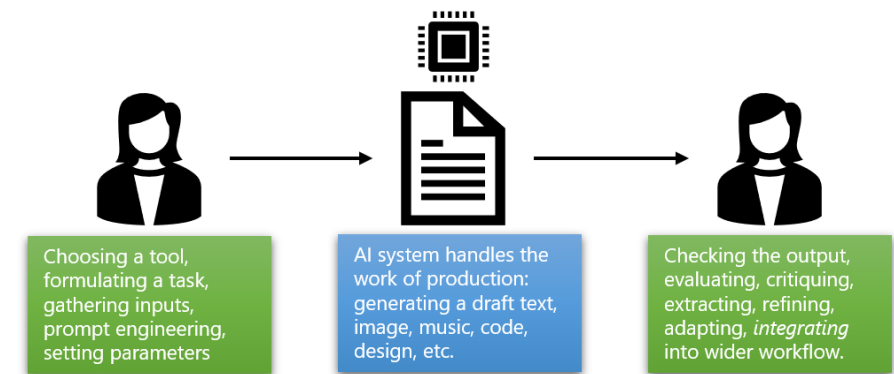 Choosing a tool,
formulating a task,
gathering inputs,
prompt engineering,
setting parameters
AI system handles the
work of production:
generating a draft text,
image, music, code,
design, etc.
Checking the output,
evaluating, critiquing,
extracting, refining,
adapting, integrating
into wider workflow.